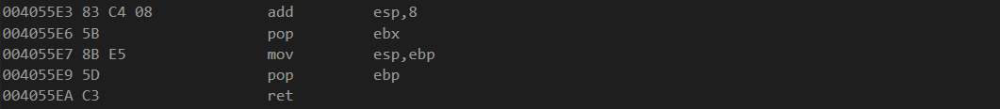 004055E3 83 C4 08 add esp,8
004055E6 5B pop ebx
004055E7 8B E5 mov esp,ebp
004055E9 5D pop ebp
004055EA C3 ret